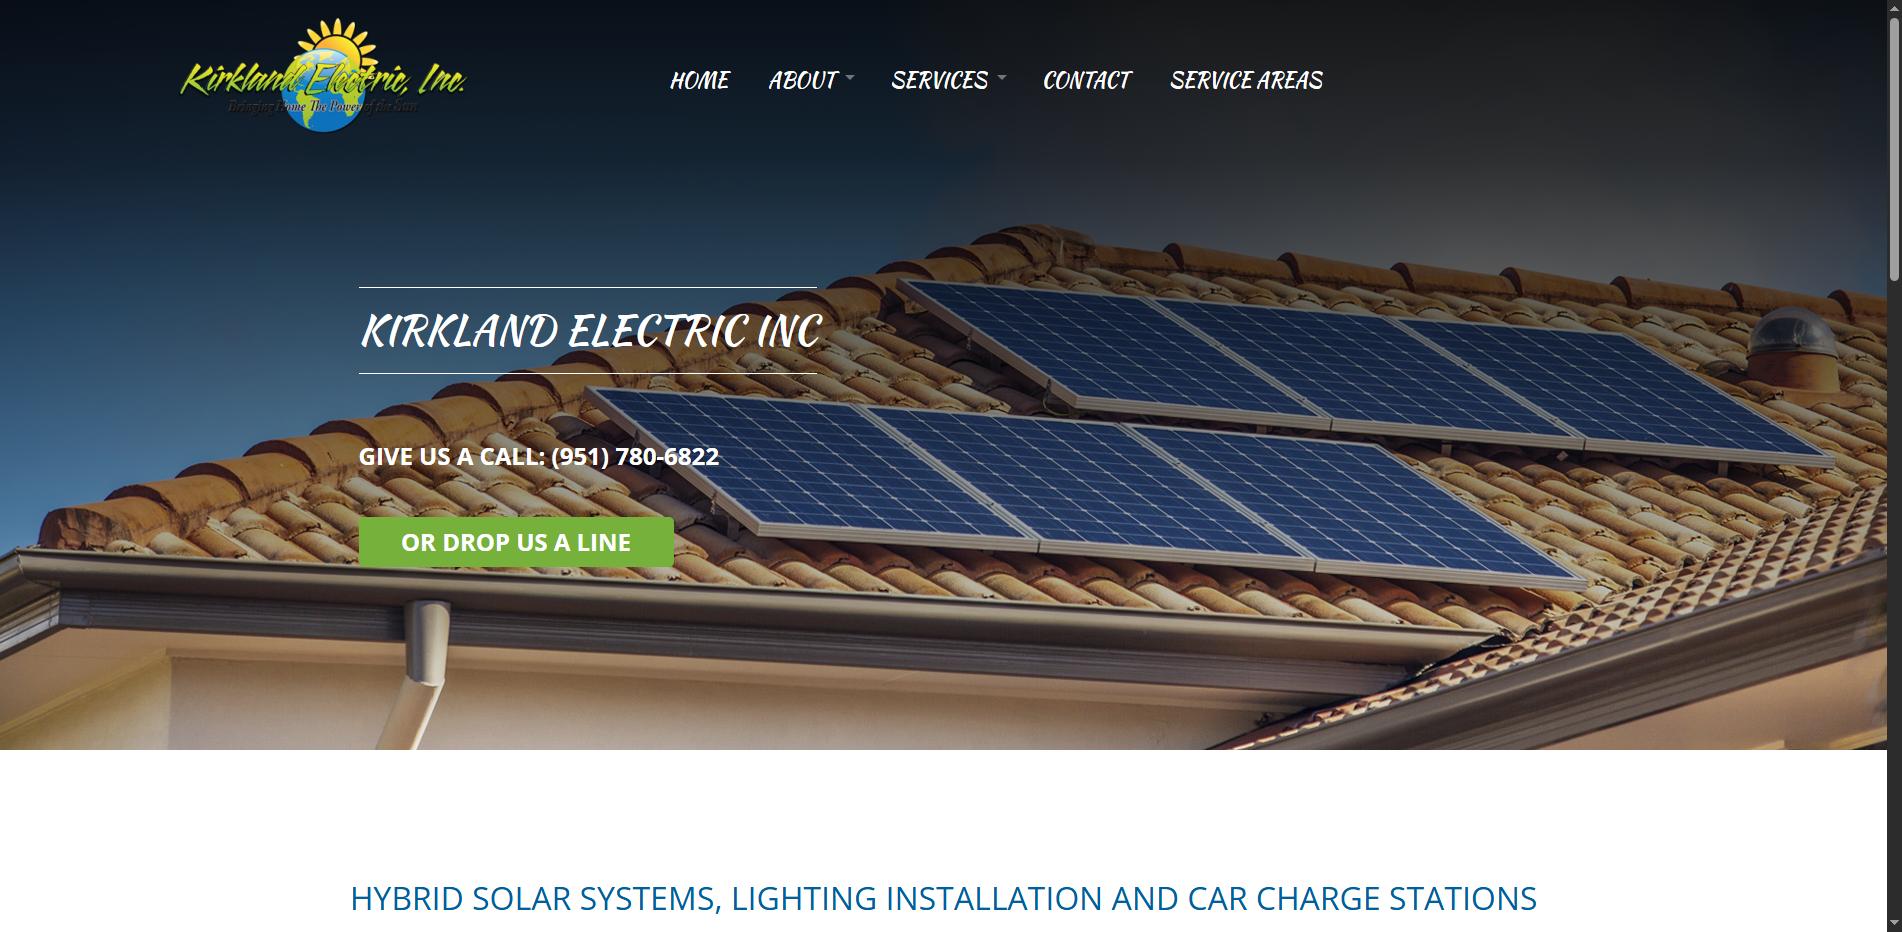 Kirkland Electric, Inc.
Bringing Home The Power of the Sun
HOME
ABOUT
SERVICES
CONTACT
SERVICE AREAS
KIRKLAND ELECTRIC INC
GIVE US A CALL: (951) 780-6822
OR DROP US A LINE
HYBRID SOLAR SYSTEMS, LIGHTING INSTALLATION AND CAR CHARGE STATIONS